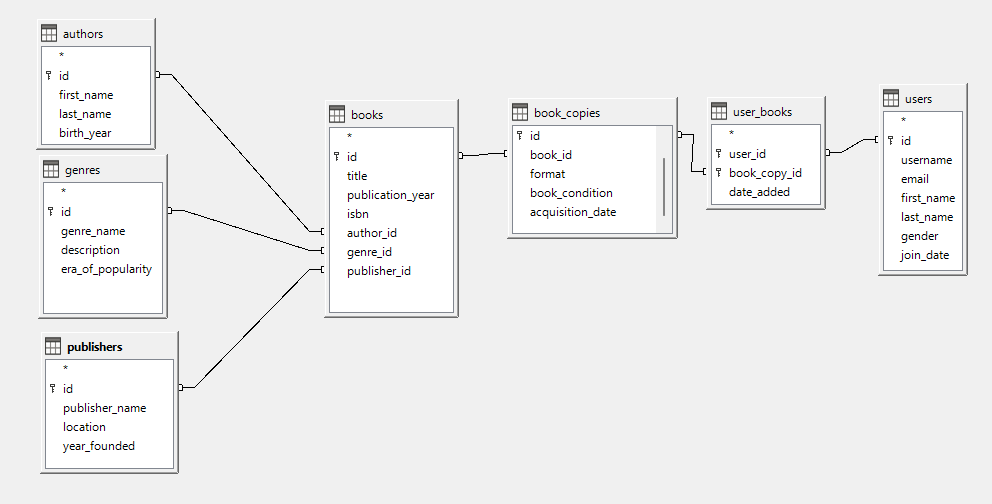 authors
*
id
first_name
last_name
birth_year
genres
*
id
genre_name
description
era_of_popularity
publishers
*
id
publisher_name
location
year_founded
books
*
id
title
publication_year
isbn
author_id
genre_id
publisher_id
book_copies
id
book_id
format
book_condition
acquisition_date
user_books
*
user_id
book_copy_id
date_added
users
*
id
username
email
first_name
last_name
gender
join_date